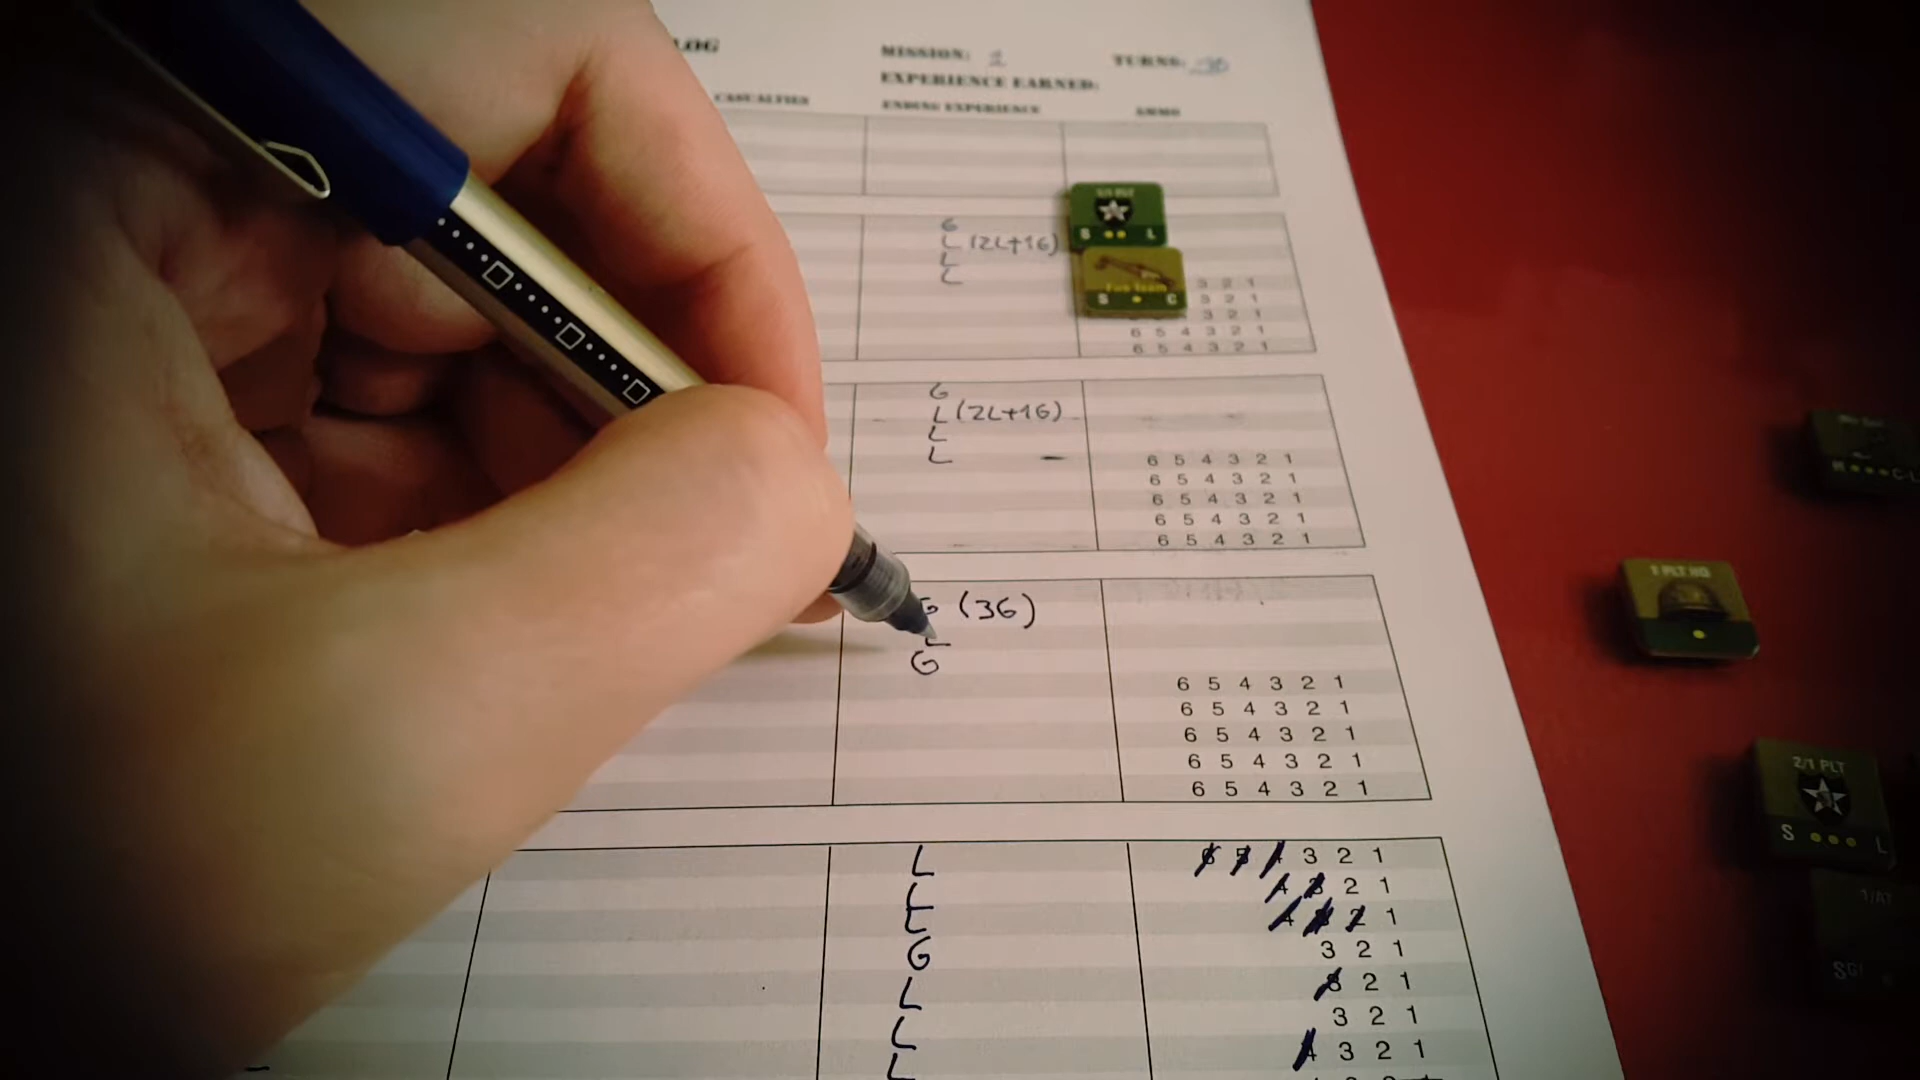 LOG
MISSION: 1
TURNS:
EXPERIENCE EARNED:
CASUALTIES
ENDING EXPERIENCE
AMMO
G
L (2L+1G)
L
L
S L
S C
3 2 1
3 2 1
3 2 1
6 5 4 3 2 1
6 5 4 3 2 1
G
L (2L+1G)
L
L
6 5 4 3 2 1
6 5 4 3 2 1
6 5 4 3 2 1
6 5 4 3 2 1
6 5 4 3 2 1
G (3G)
L
G
6 5 4 3 2 1
6 5 4 3 2 1
6 5 4 3 2 1
6 5 4 3 2 1
6 5 4 3 2 1
L 6 5 4 3 2 1
L 4 3 2 1
L 4 3 2 1
G 3 2 1
L 3 2 1
L 3 2 1
L 4 3 2 1
1 PLT HQ
2/1 PLT
S L